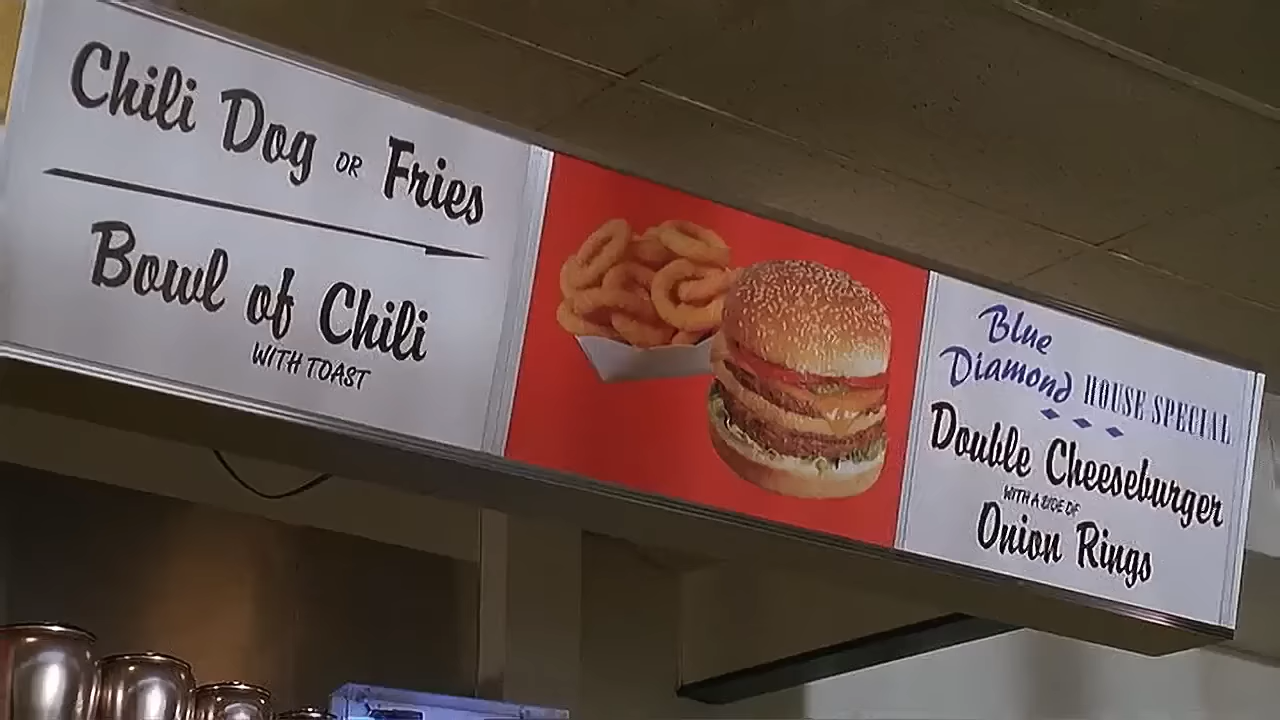 Chili Dog OR Fries
Bowl of Chili
WITH TOAST
Blue
Diamond HOUSE SPECIAL
Double Cheeseburger
WITH A SIDE OF
Onion Rings